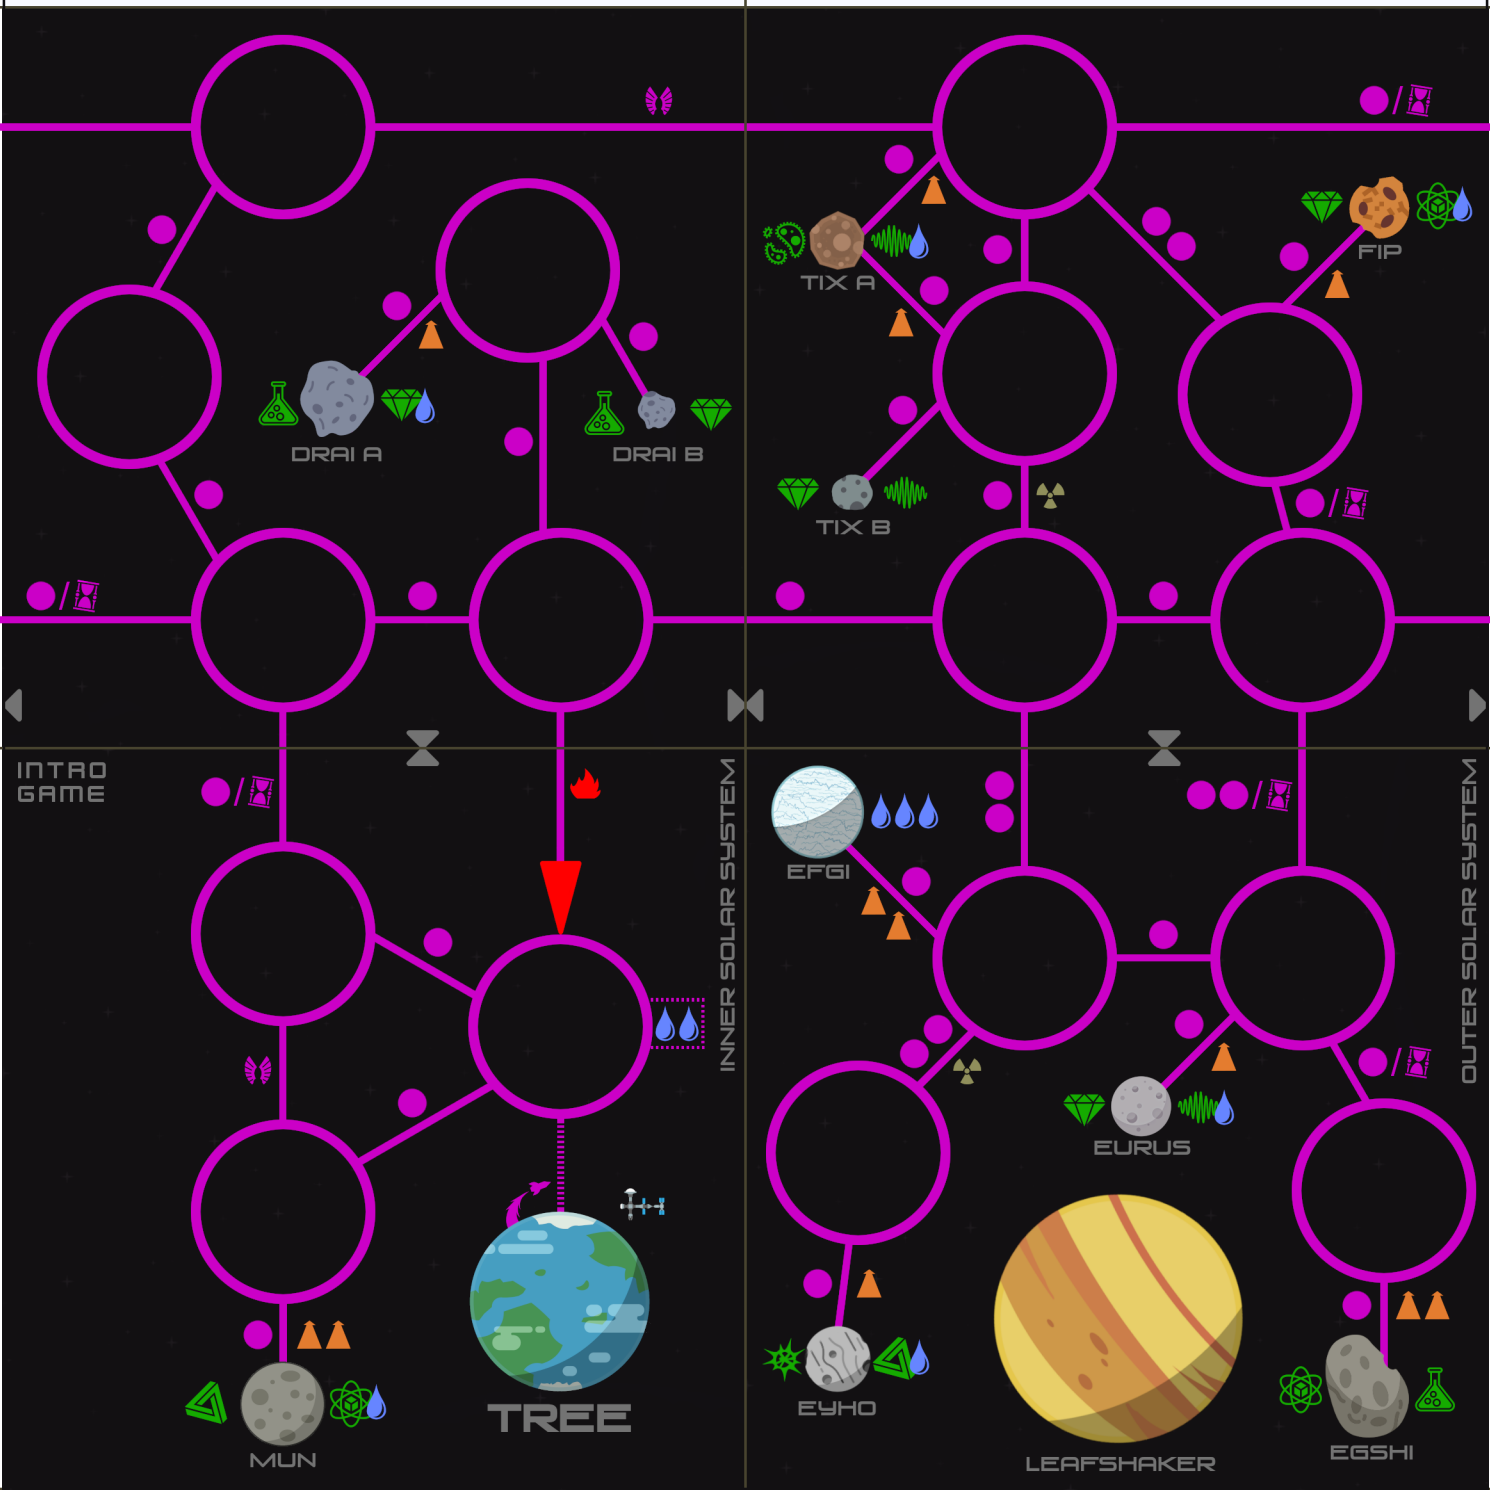 FIP
TIX A
DRAI A
DRAI B
TIX B
INTRO
GAME
INNER SOLAR SYSTEM
EFGI
OUTER SOLAR SYSTEM
EURUS
TREE
EYHO
MUN
LEAFSHAKER
EGSHI